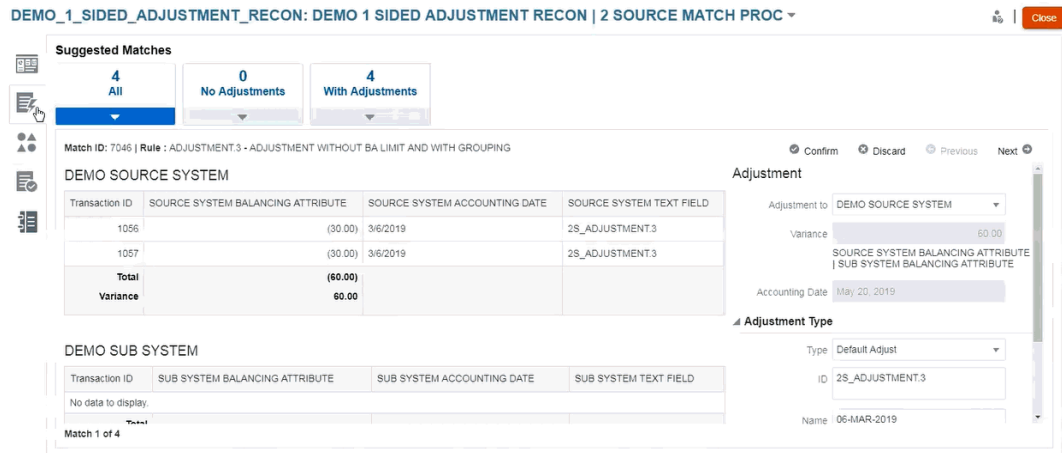 DEMO_1_SIDED_ADJUSTMENT_RECON: DEMO 1 SIDED ADJUSTMENT RECON | 2 SOURCE MATCH PROC
Close
Suggested Matches
4 0 4
All No Adjustments With Adjustments
Match ID: 7046 | Rule : ADJUSTMENT.3 - ADJUSTMENT WITHOUT BA LIMIT AND WITH GROUPING
Confirm Discard Previous Next
DEMO SOURCE SYSTEM
Transaction ID SOURCE SYSTEM BALANCING ATTRIBUTE SOURCE SYSTEM ACCOUNTING DATE SOURCE SYSTEM TEXT FIELD
1056 (30.00) 3/6/2019 2S_ADJUSTMENT.3
1057 (30.00) 3/6/2019 2S_ADJUSTMENT.3
Total (60.00)
Variance 60.00
DEMO SUB SYSTEM
Transaction ID SUB SYSTEM BALANCING ATTRIBUTE SUB SYSTEM ACCOUNTING DATE SUB SYSTEM TEXT FIELD
No data to display.
Total
Match 1 of 4
Adjustment
Adjustment to DEMO SOURCE SYSTEM
Variance 60.00
SOURCE SYSTEM BALANCING ATTRIBUTE
| SUB SYSTEM BALANCING ATTRIBUTE
Accounting Date May 20, 2019
Adjustment Type
Type Default Adjust
ID 2S_ADJUSTMENT.3
Name 06-MAR-2019